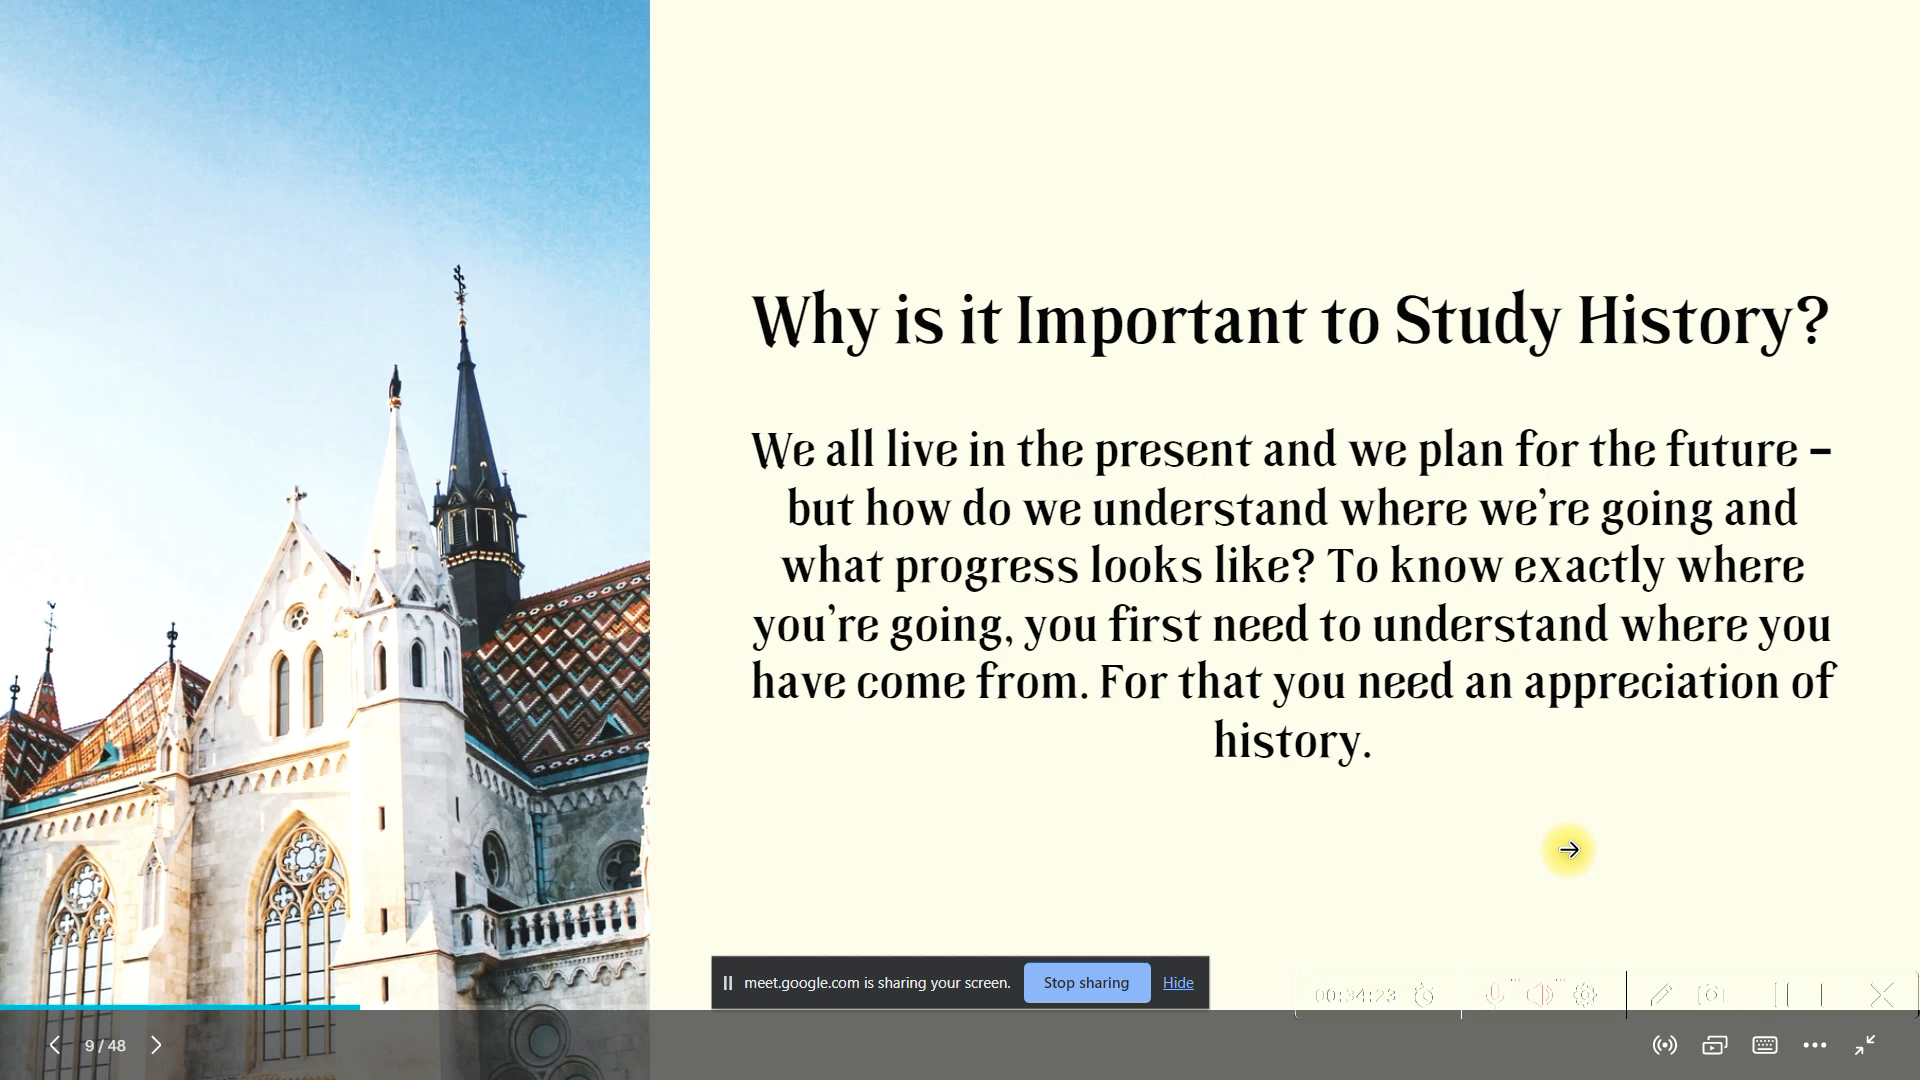 Why is it Important to Study History?
We all live in the present and we plan for the future –
but how do we understand where we're going and
what progress looks like? To know exactly where
you're going, you first need to understand where you
have come from. For that you need an appreciation of
history.
meet.google.com is sharing your screen. Stop sharing Hide
00:34:23
9 / 48